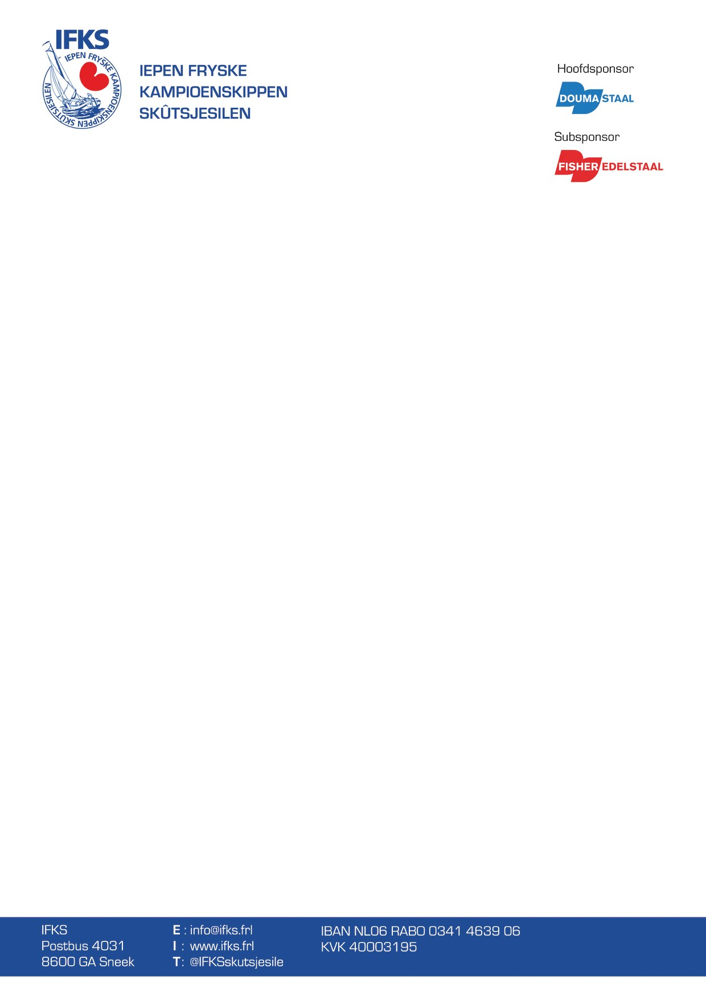 IFKS
IEPEN FRYSKE KAMPIOENSKIPPEN SKÛTSJESILEN
IEPEN FRYSKE
KAMPIOENSKIPPEN
SKÛTSJESILEN
Hoofdsponsor
DOUMA STAAL
Subsponsor
FISHER EDELSTAAL
IFKS
Postbus 4031
8600 GA Sneek
E : info@ifks.frl
I : www.ifks.frl
T : @IFKSskutsjesile
IBAN NL06 RABO 0341 4639 06
KVK 40003195